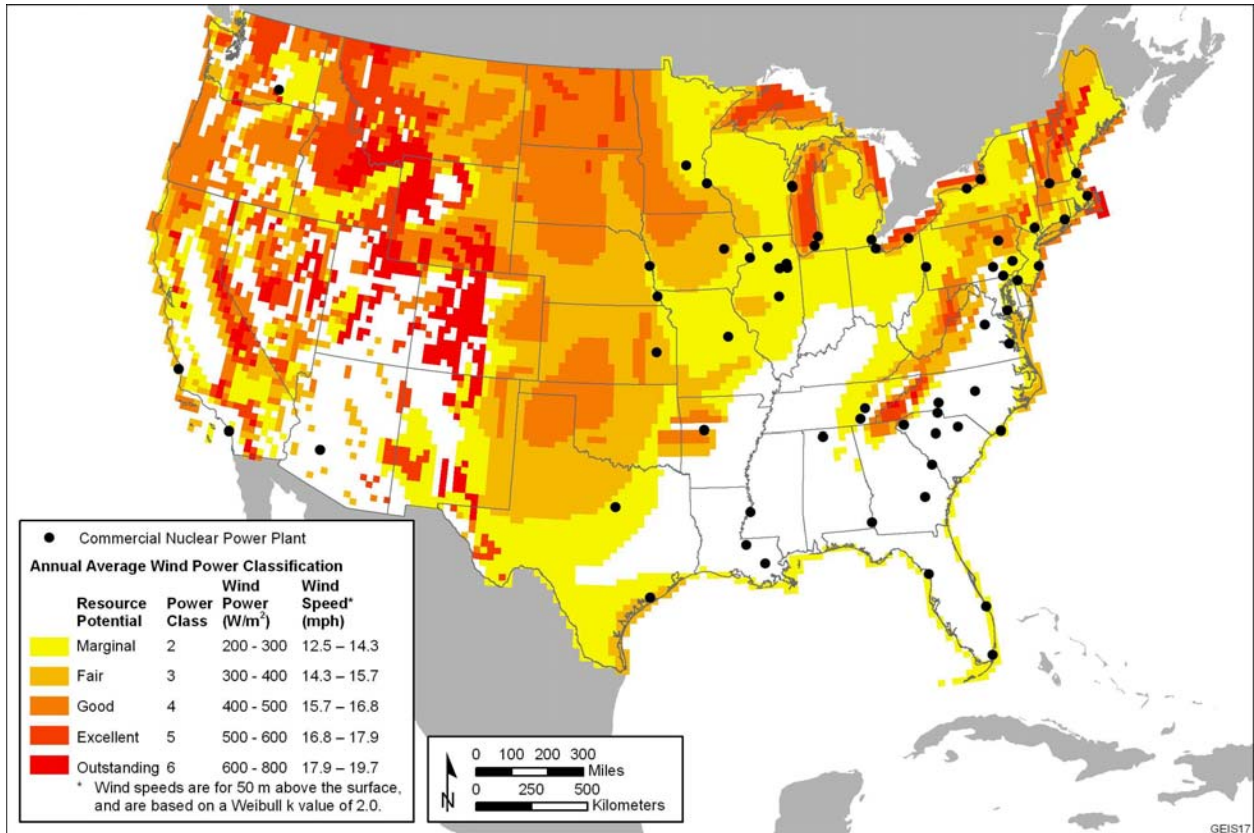 Commercial Nuclear Power Plant
Annual Average Wind Power Classification
Resource Potential Power Class Wind Power (W/m²) Wind Speed* (mph)
Marginal 2 200 - 300 12.5 – 14.3
Fair 3 300 - 400 14.3 – 15.7
Good 4 400 - 500 15.7 – 16.8
Excellent 5 500 - 600 16.8 – 17.9
Outstanding 6 600 - 800 17.9 – 19.7
* Wind speeds are for 50 m above the surface,
and are based on a Weibull k value of 2.0.
N
0 100 200 300
Miles
0 250 500
Kilometers
GEIS17